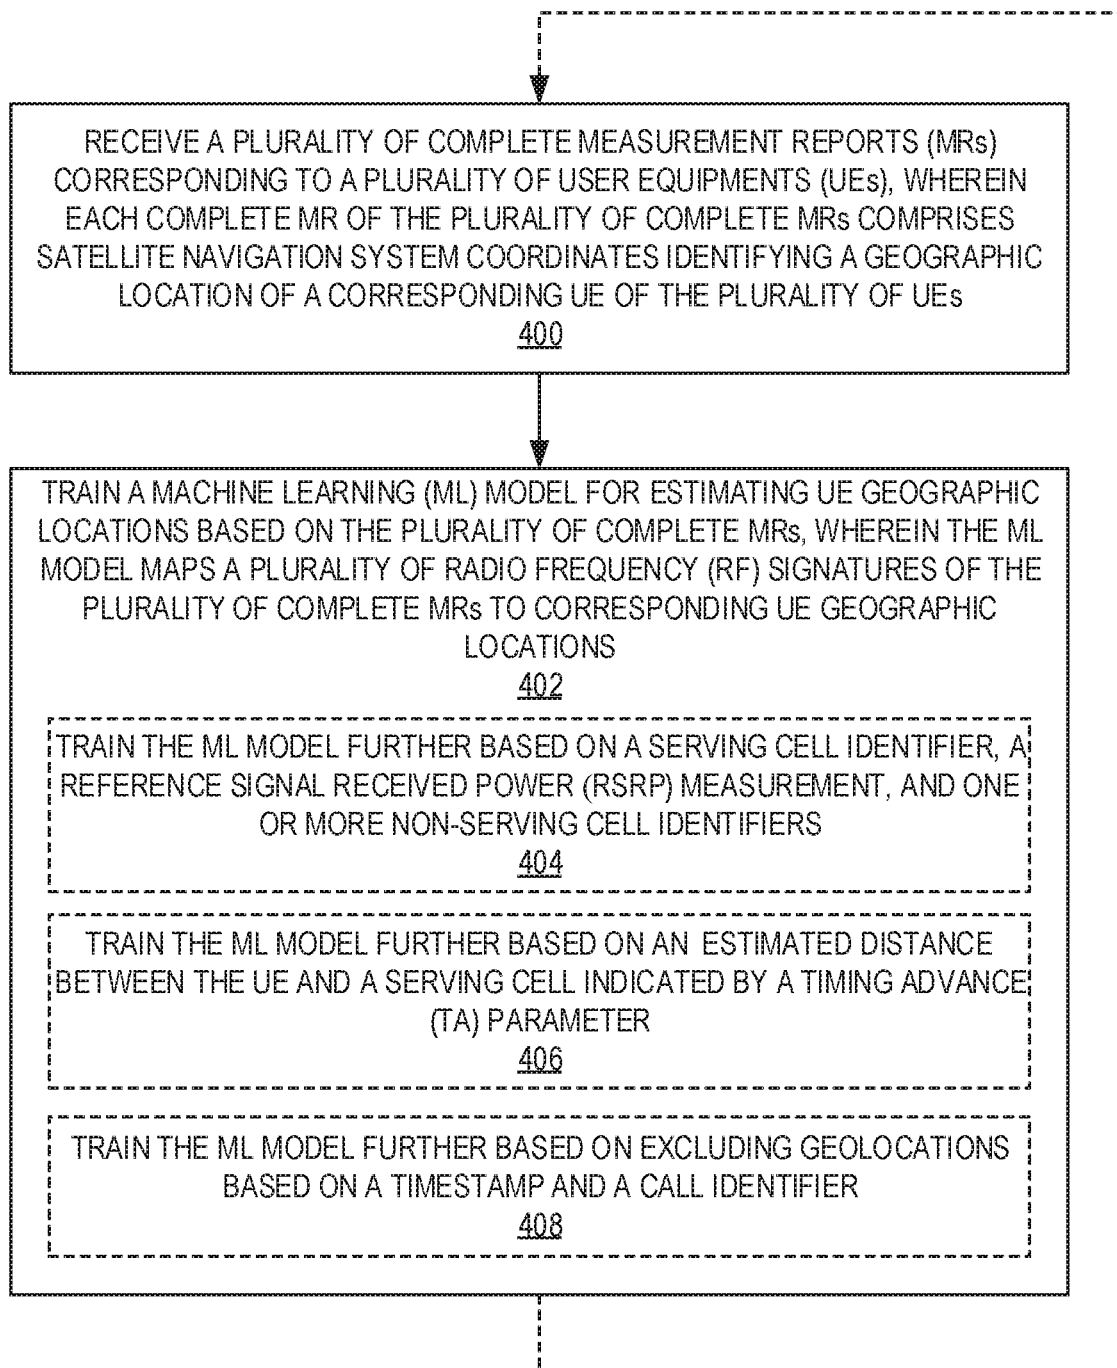 RECEIVE A PLURALITY OF COMPLETE MEASUREMENT REPORTS (MRs)
CORRESPONDING TO A PLURALITY OF USER EQUIPMENTS (UEs), WHEREIN
EACH COMPLETE MR OF THE PLURALITY OF COMPLETE MRs COMPRISES
SATELLITE NAVIGATION SYSTEM COORDINATES IDENTIFYING A GEOGRAPHIC
LOCATION OF A CORRESPONDING UE OF THE PLURALITY OF UEs
400
TRAIN A MACHINE LEARNING (ML) MODEL FOR ESTIMATING UE GEOGRAPHIC
LOCATIONS BASED ON THE PLURALITY OF COMPLETE MRs, WHEREIN THE ML
MODEL MAPS A PLURALITY OF RADIO FREQUENCY (RF) SIGNATURES OF THE
PLURALITY OF COMPLETE MRs TO CORRESPONDING UE GEOGRAPHIC
LOCATIONS
402
TRAIN THE ML MODEL FURTHER BASED ON A SERVING CELL IDENTIFIER, A
REFERENCE SIGNAL RECEIVED POWER (RSRP) MEASUREMENT, AND ONE
OR MORE NON-SERVING CELL IDENTIFIERS
404
TRAIN THE ML MODEL FURTHER BASED ON AN ESTIMATED DISTANCE
BETWEEN THE UE AND A SERVING CELL INDICATED BY A TIMING ADVANCE
(TA) PARAMETER
406
TRAIN THE ML MODEL FURTHER BASED ON EXCLUDING GEOLOCATIONS
BASED ON A TIMESTAMP AND A CALL IDENTIFIER
408